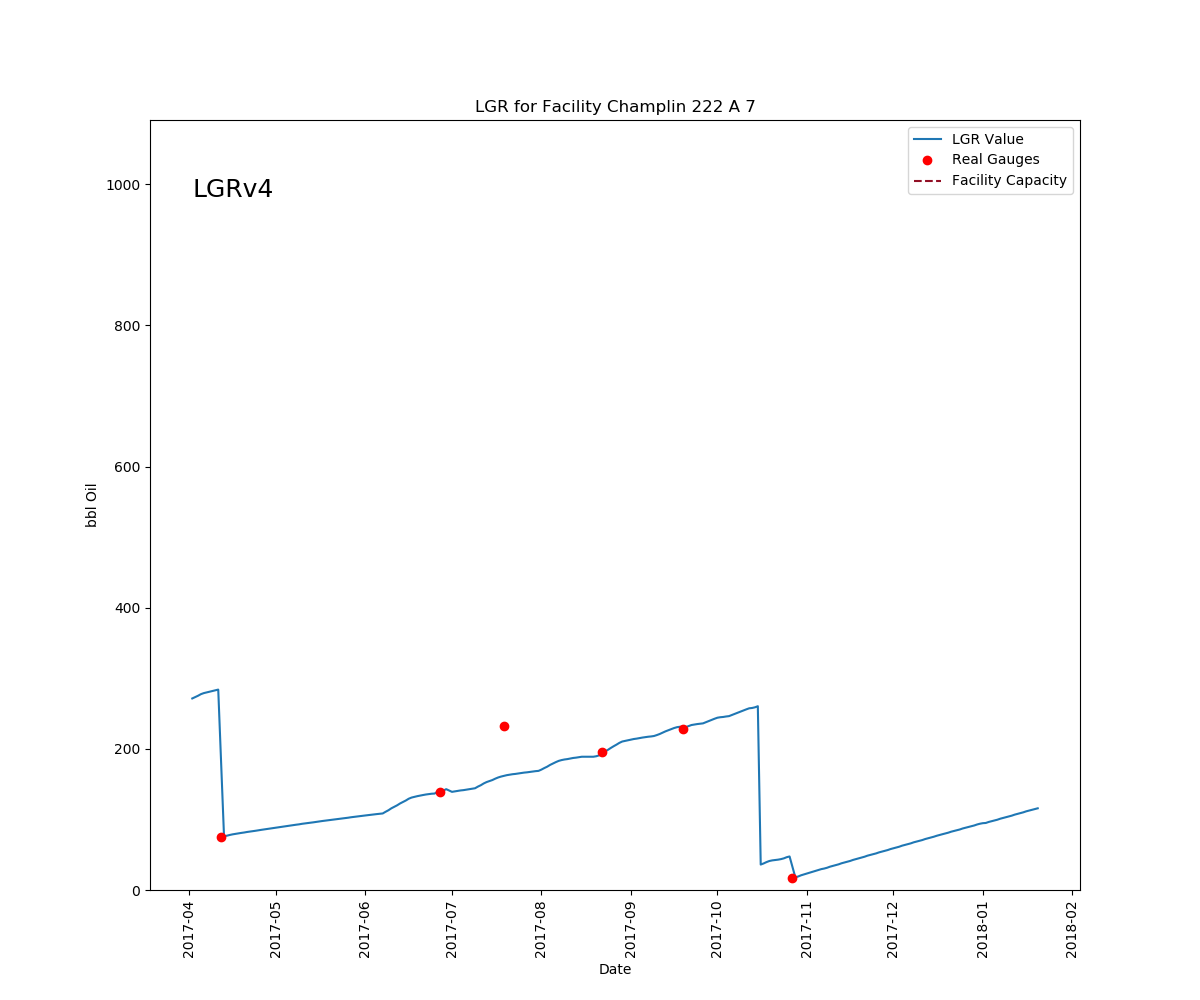 LGR for Facility Champlin 222 A 7
LGR Value
Real Gauges
Facility Capacity
LGRv4
1000
800
600
400
200
0
bbl Oil
2017-04
2017-05
2017-06
2017-07
2017-08
2017-09
2017-10
2017-11
2017-12
2018-01
2018-02
Date